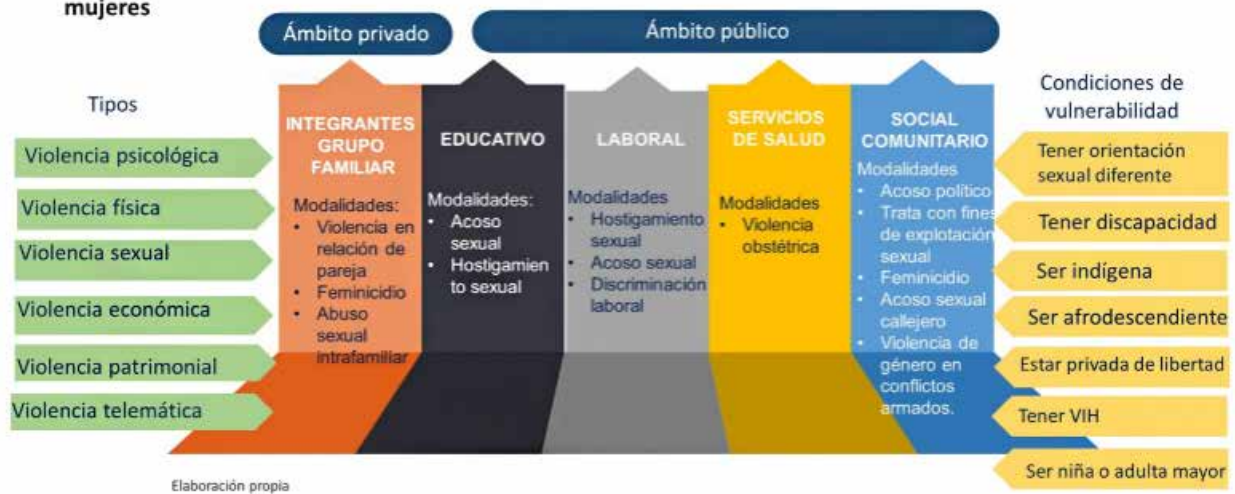 mujeres
Ámbito privado
Ámbito público
Tipos
Violencia psicológica
Violencia física
Violencia sexual
Violencia económica
Violencia patrimonial
Violencia telemática
INTEGRANTES
GRUPO
FAMILIAR
Modalidades:
• Violencia en
relación de
pareja
• Feminicidio
• Abuso
sexual
intrafamiliar
EDUCATIVO
Modalidades:
• Acoso
sexual
• Hostigamien
to sexual
LABORAL
Modalidades
• Hostigamiento
sexual
• Acoso sexual
• Discriminación
laboral
SERVICIOS
DE SALUD
Modalidades
• Violencia
obstétrica
SOCIAL
COMUNITARIO
Modalidades
• Acoso político
• Trata con fines
de explotación
sexual
• Feminicidio
• Acoso sexual
callejero
• Violencia de
género en
conflictos
armados.
Condiciones de
vulnerabilidad
Tener orientación
sexual diferente
Tener discapacidad
Ser indígena
Ser afrodescendiente
Estar privada de libertad
Tener VIH
Ser niña o adulta mayor
Elaboración propia